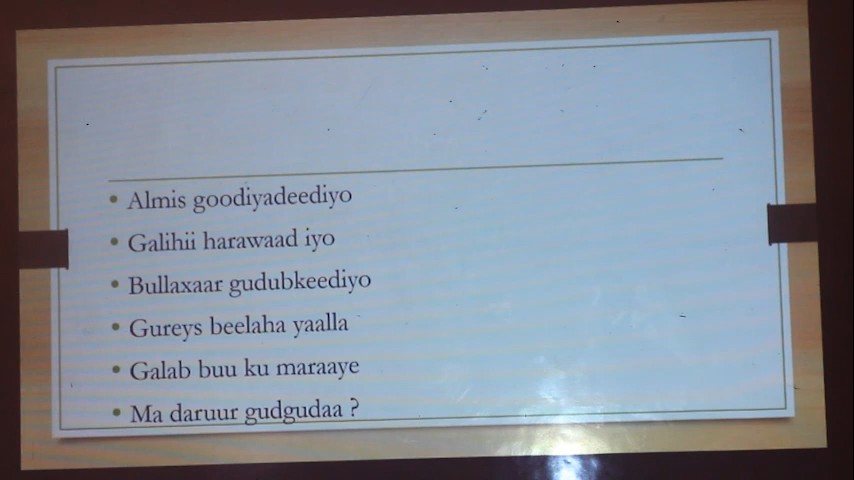 • Almis goodiyadeediyo
• Galihii harawaad iyo
• Bullaxaar gudubkeediyo
• Gureys beelaha yaalla
• Galab buu ku maraaye
• Ma daruur gudgudaa ?